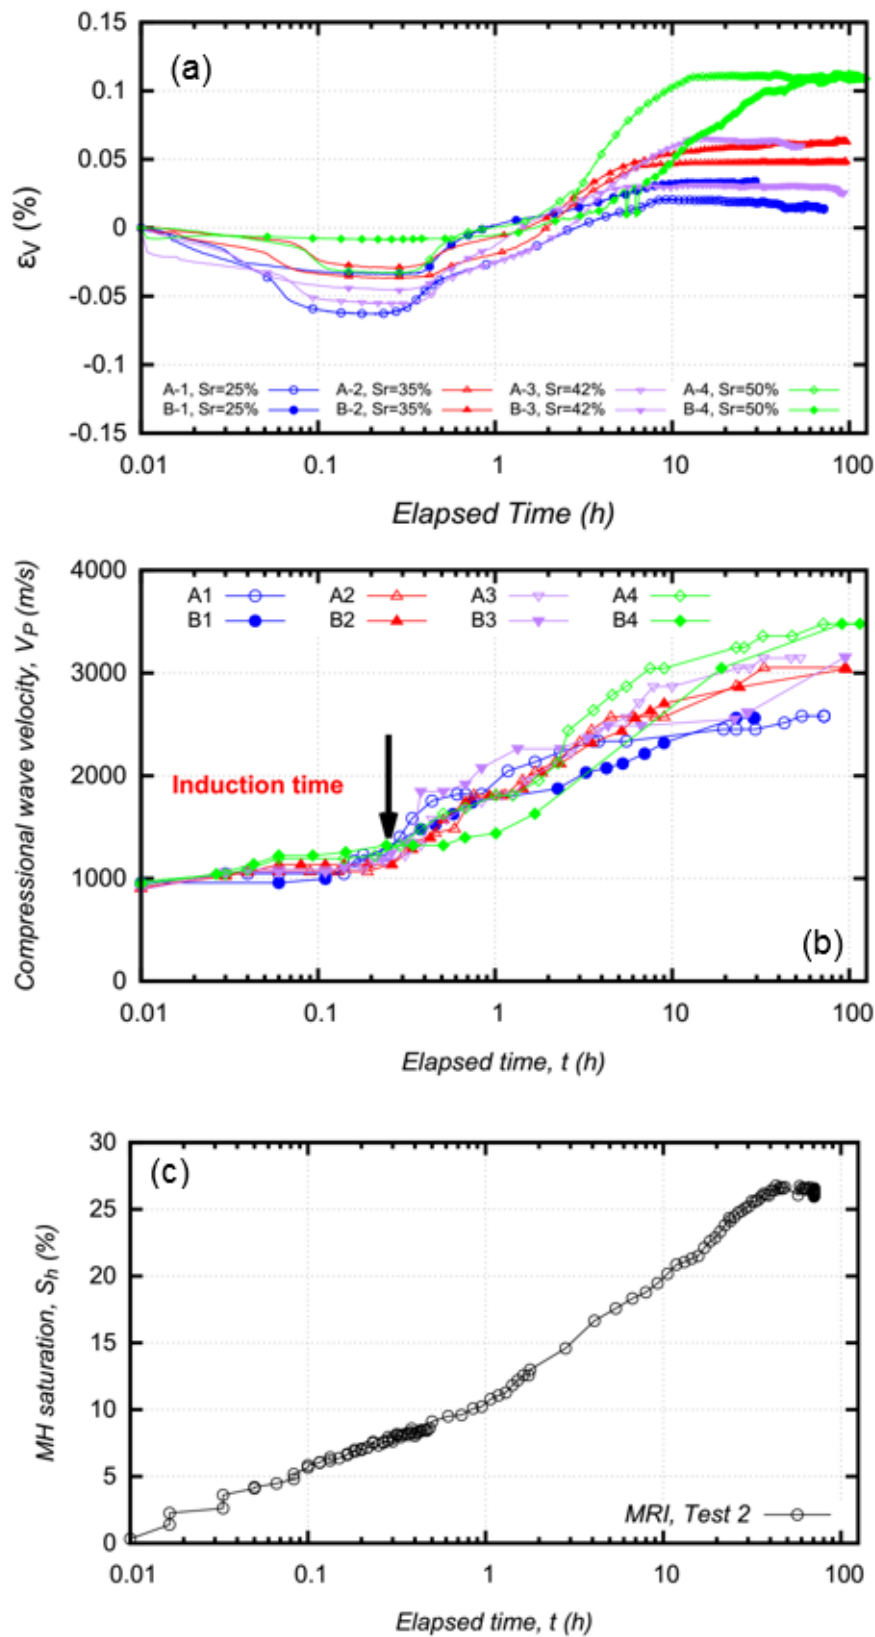 0.15
(a)
0.1
0.05
0
-0.05
-0.1
-0.15
εV (%)
A-1, Sr=25% A-2, Sr=35% A-3, Sr=42% A-4, Sr=50%
B-1, Sr=25% B-2, Sr=35% B-3, Sr=42% B-4, Sr=50%
0.01 0.1 1 10 100
Elapsed Time (h)
Compressional wave velocity, VP (m/s)
4000
3000
2000
1000
0
A1 A2 A3 A4
B1 B2 B3 B4
Induction time
(b)
0.01 0.1 1 10 100
Elapsed time, t (h)
MH saturation, Sh (%)
30
25
20
15
10
5
0
(c)
MRI, Test 2
0.01 0.1 1 10 100
Elapsed time, t (h)